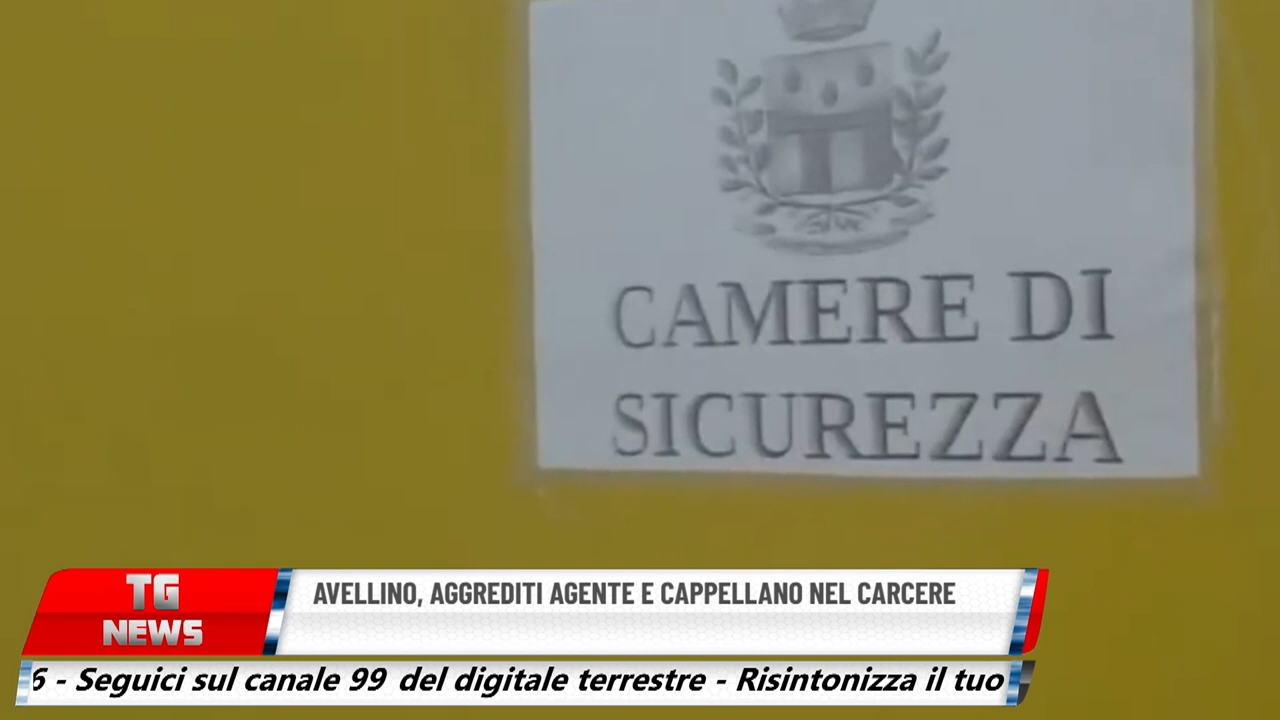 CAMERE DI
SICUREZZA
TG
NEWS
AVELLINO, AGGREDITI AGENTE E CAPPELLANO NEL CARCERE
6 - Seguici sul canale 99 del digitale terrestre - Risintonizza il tuo